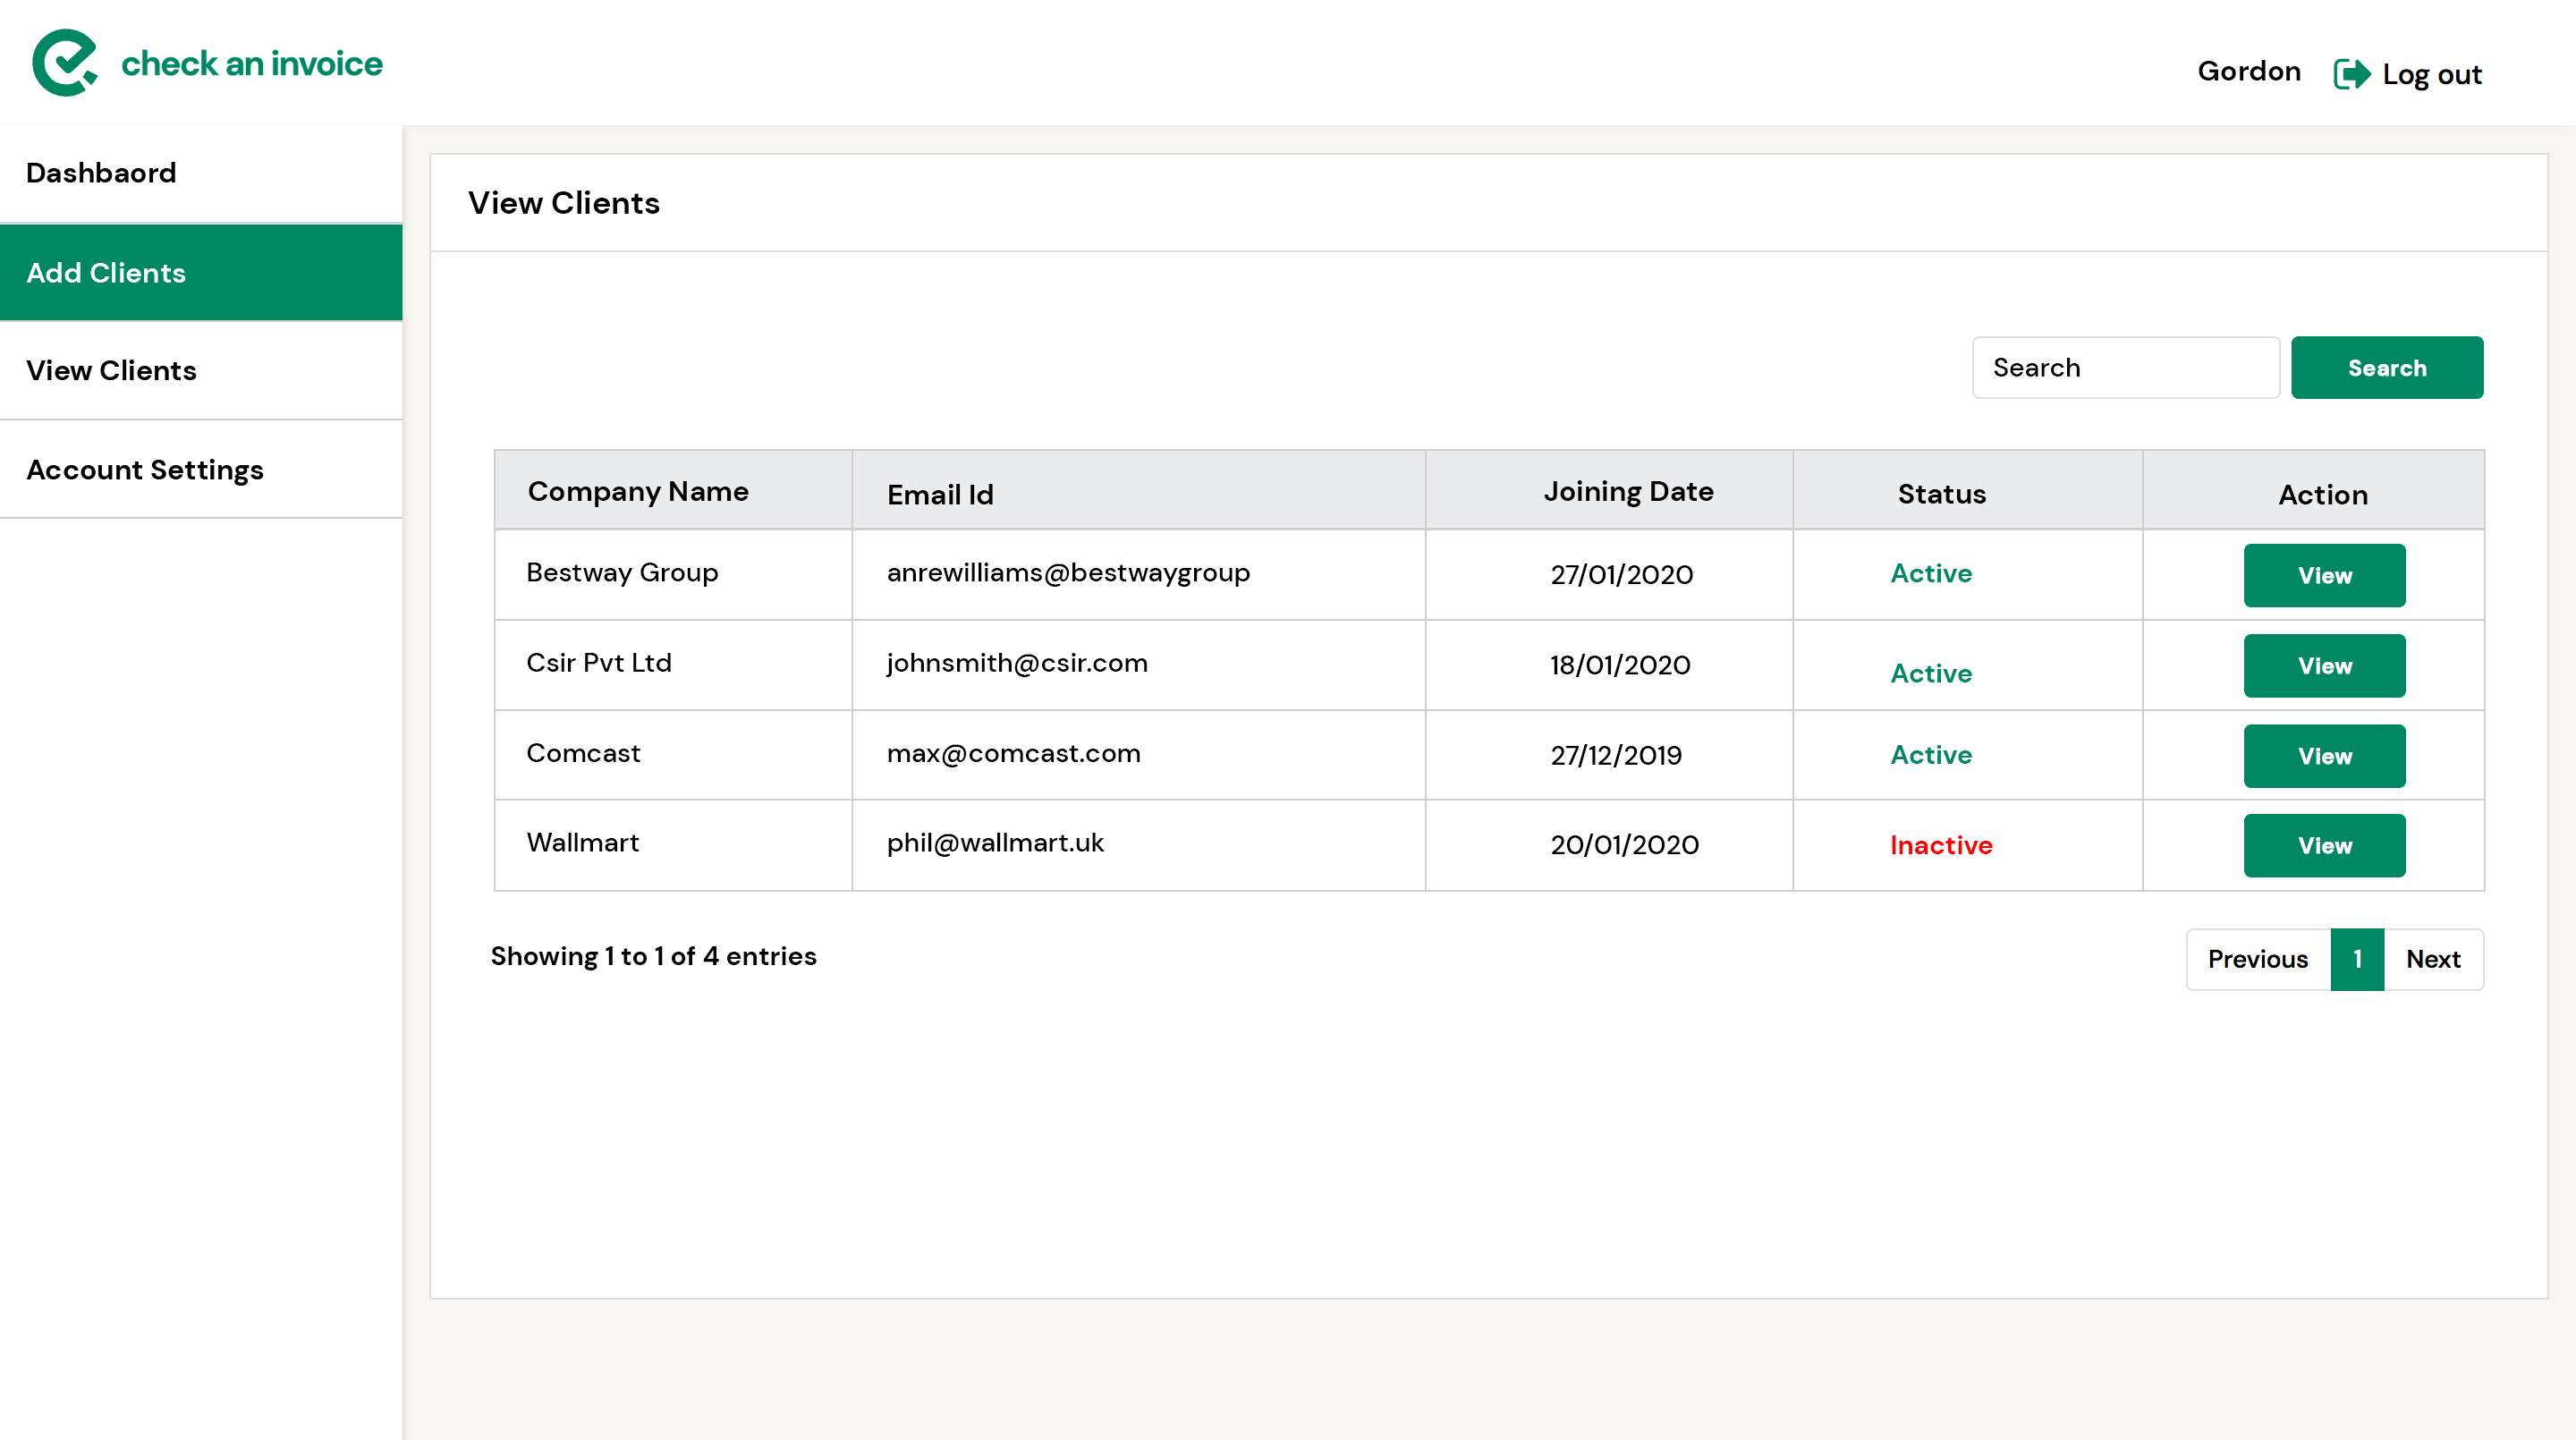 check an invoice
Gordon Log out
Dashbaord
Add Clients
View Clients
Account Settings
View Clients
Search Search
Company Name Email Id Joining Date Status Action
Bestway Group anrewilliams@bestwaygroup 27/01/2020 Active View
Csir Pvt Ltd johnsmith@csir.com 18/01/2020 Active View
Comcast max@comcast.com 27/12/2019 Active View
Wallmart phil@wallmart.uk 20/01/2020 Inactive View
Showing 1 to 1 of 4 entries Previous 1 Next